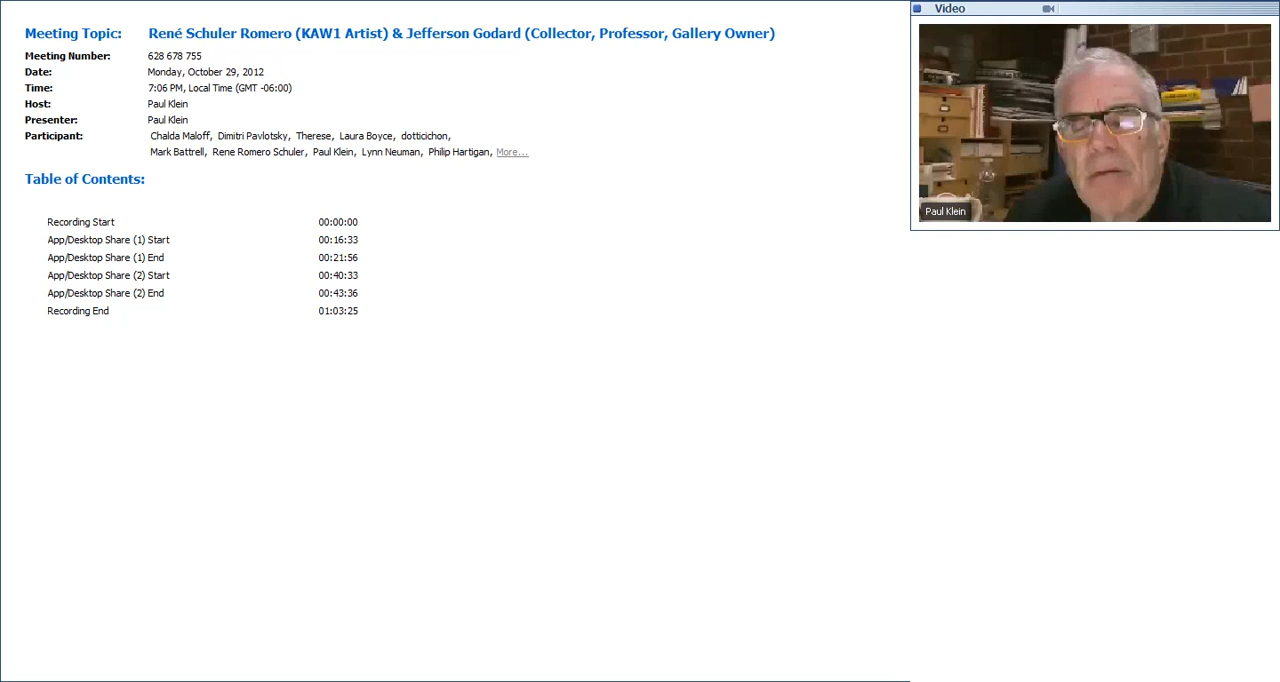 Meeting Topic: René Schuler Romero (KAW1 Artist) & Jefferson Godard (Collector, Professor, Gallery Owner)
Meeting Number: 628 678 755
Date: Monday, October 29, 2012
Time: 7:06 PM, Local Time (GMT -06:00)
Host: Paul Klein
Presenter: Paul Klein
Participant: Chalda Maloff, Dimitri Pavlotsky, Therese, Laura Boyce, dotticichon,
Mark Battrell, Rene Romero Schuler, Paul Klein, Lynn Neuman, Philip Hartigan, More...
Table of Contents:
Recording Start 00:00:00
App/Desktop Share (1) Start 00:16:33
App/Desktop Share (1) End 00:21:56
App/Desktop Share (2) Start 00:40:33
App/Desktop Share (2) End 00:43:36
Recording End 01:03:25
Video
Paul Klein